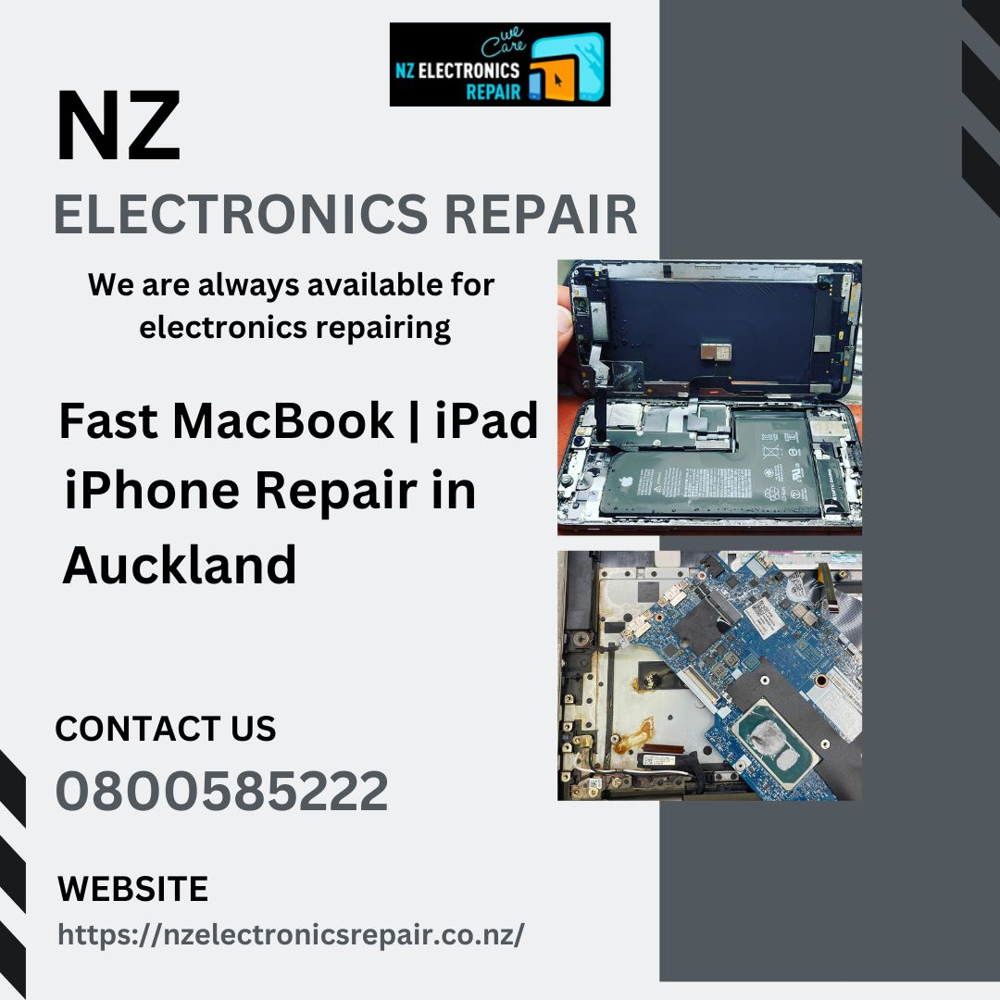 we
Care
NZ ELECTRONICS
REPAIR
NZ
ELECTRONICS REPAIR
We are always available for
electronics repairing
Fast MacBook | iPad
iPhone Repair in
Auckland
CONTACT US
0800585222
WEBSITE
https://nzelectronicsrepair.co.nz/